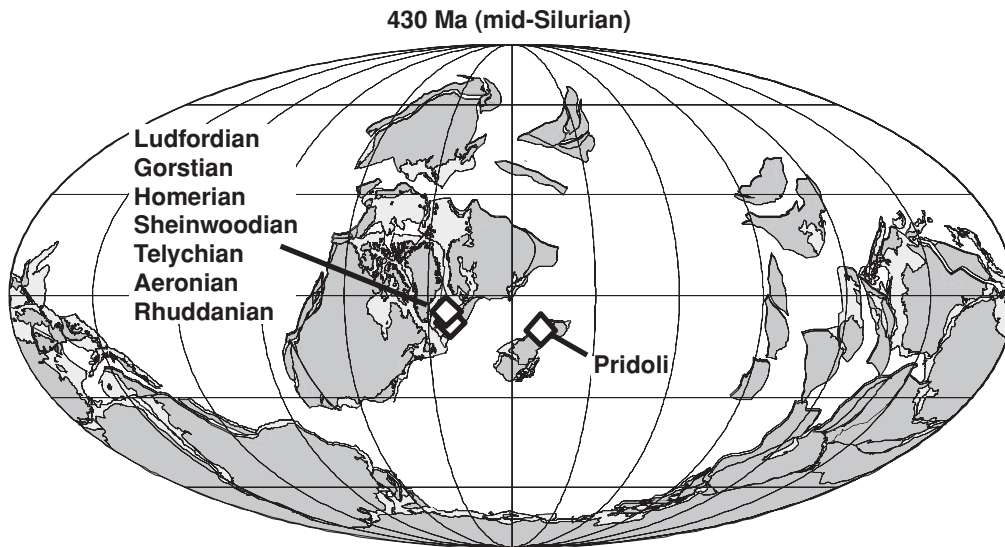 430 Ma (mid-Silurian)
Ludfordian
Gorstian
Homerian
Sheinwoodian
Telychian
Aeronian
Rhuddanian
Pridoli